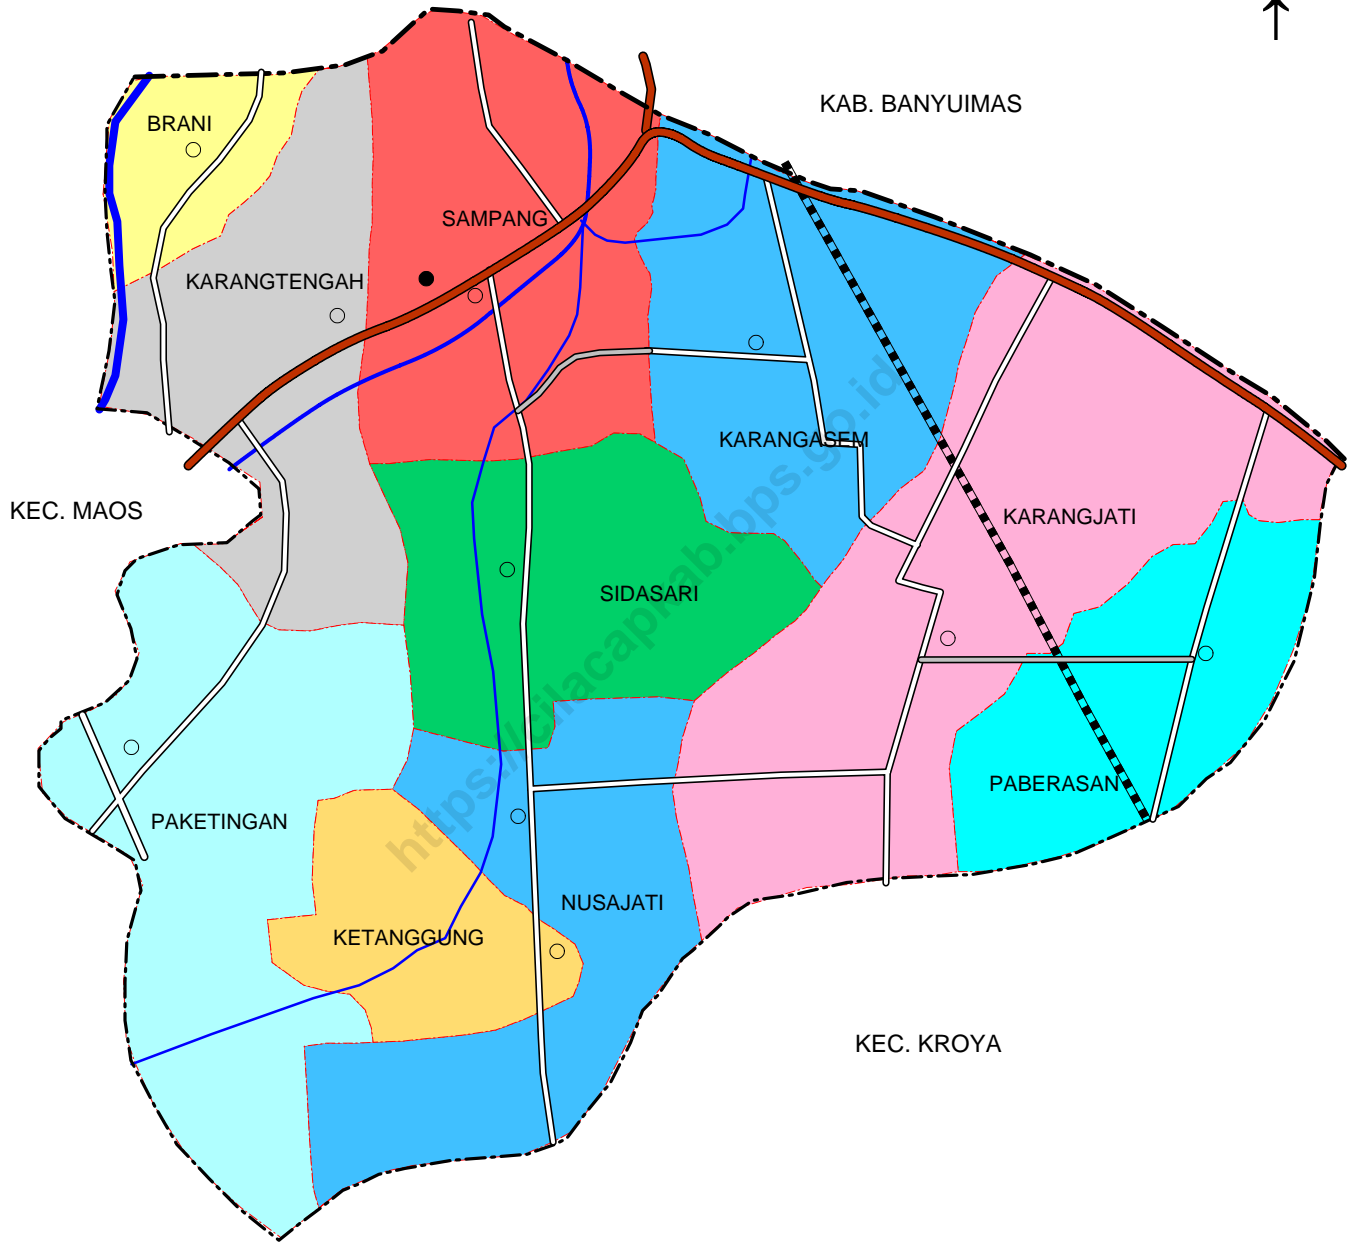 KAB. BANYUIMAS
BRANI
SAMPANG
KARANGTENGAH
KARANGASEM
KEC. MAOS
KARANGJATI
SIDASARI
PABERASAN
PAKETINGAN
NUSAJATI
KETANGGUNG
KEC. KROYA
https://cilacapkab.bps.go.id